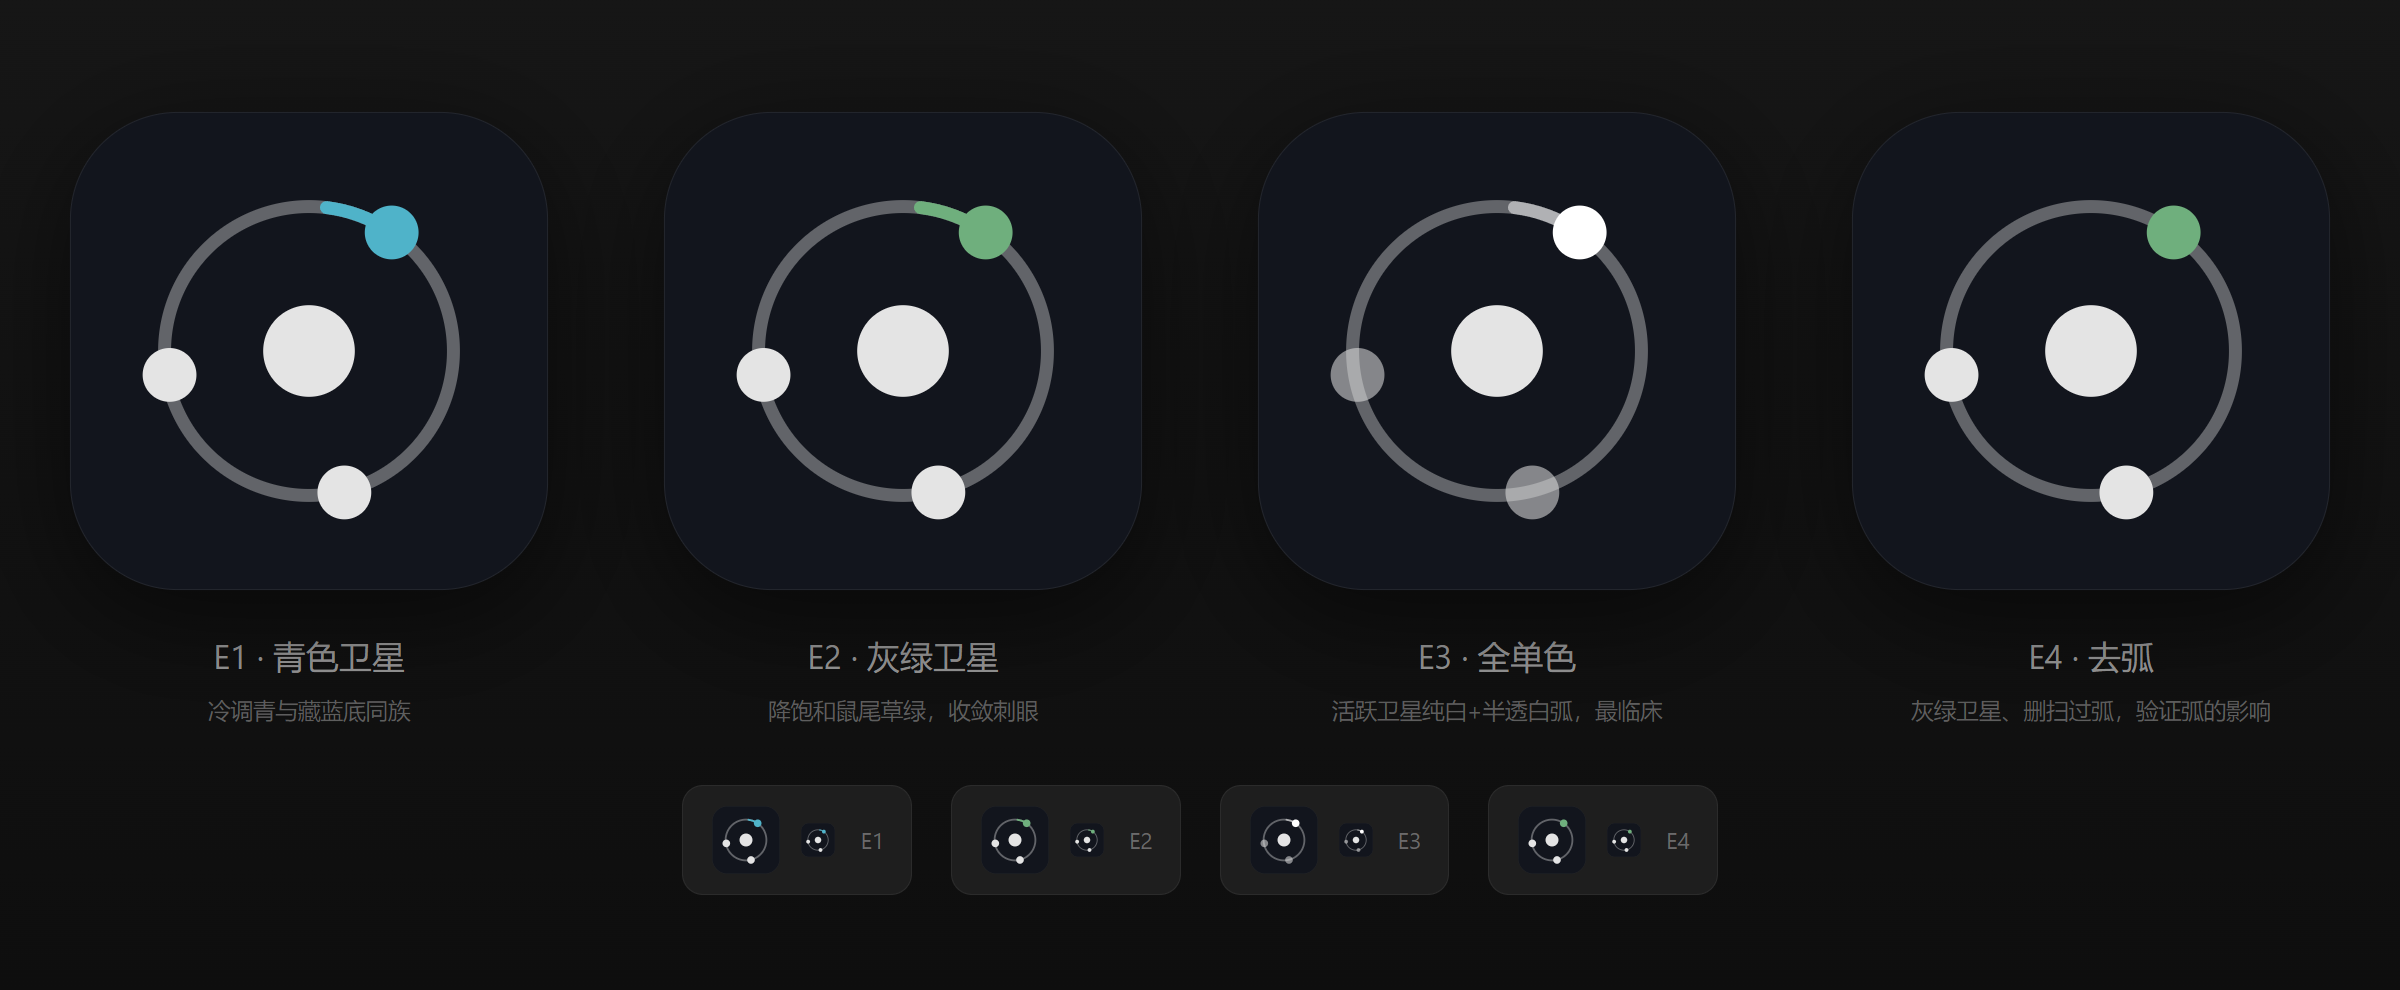 E1 · 青色卫星
冷调青与藏蓝底同族
E2 · 灰绿卫星
降饱和鼠尾草绿，收敛刺眼
E3 · 全单色
活跃卫星纯白+半透白弧，最临床
E4 · 去弧
灰绿卫星、删扫过弧，验证弧的影响
E1
E2
E3
E4